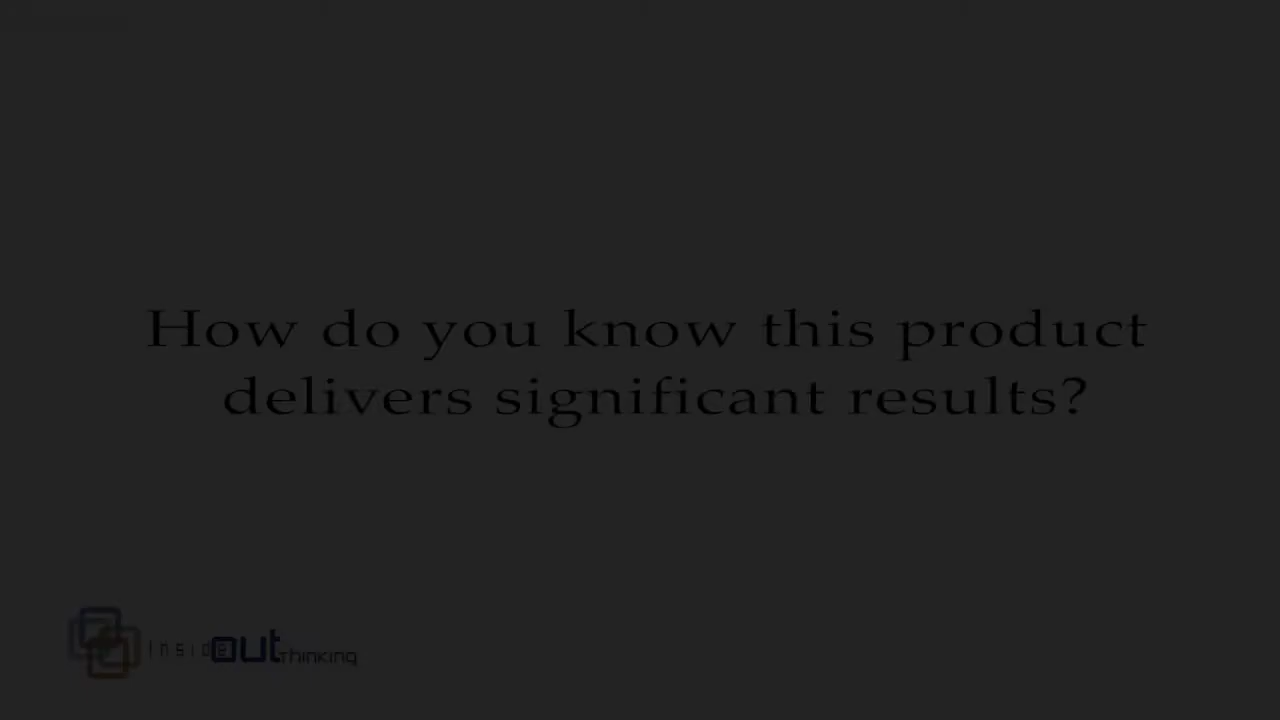 How do you know this product
delivers significant results?
Inside out Thinking